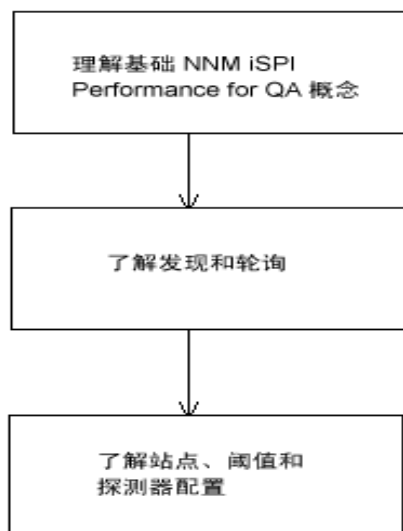 理解基础 NNM iSPI
Performance for QA 概念
了解发现和轮询
了解站点、阈值和
探测器配置